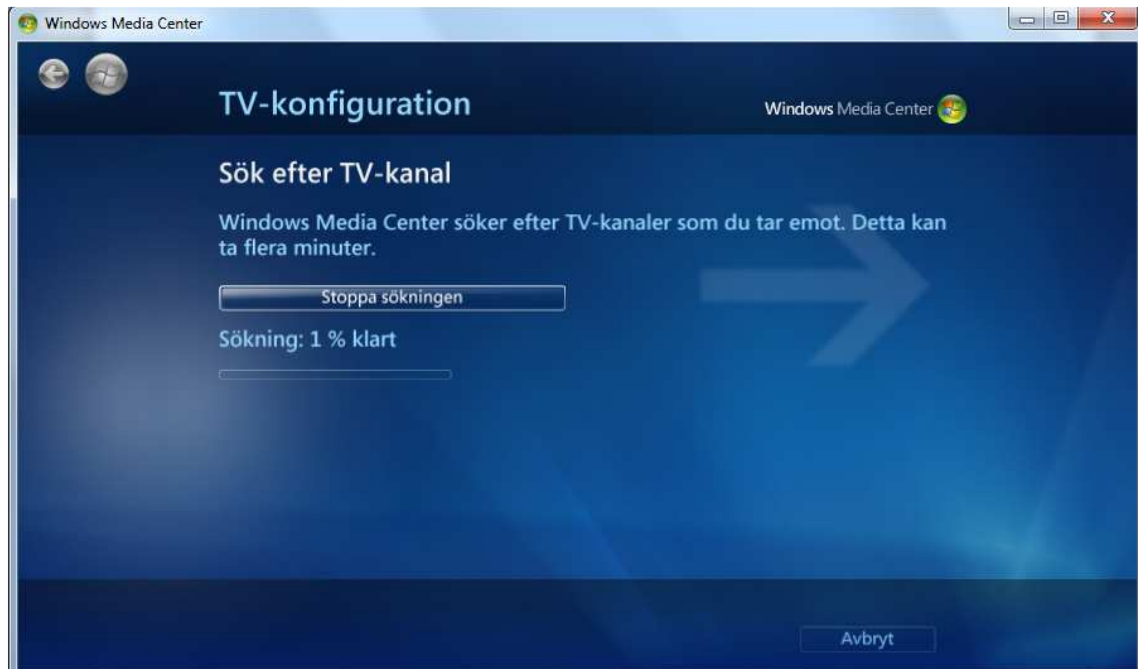 Windows Media Center
TV-konfiguration
Windows Media Center
Sök efter TV-kanal
Windows Media Center söker efter TV-kanaler som du tar emot. Detta kan
ta flera minuter.
Stoppa sökningen
Sökning: 1 % klart
Avbryt